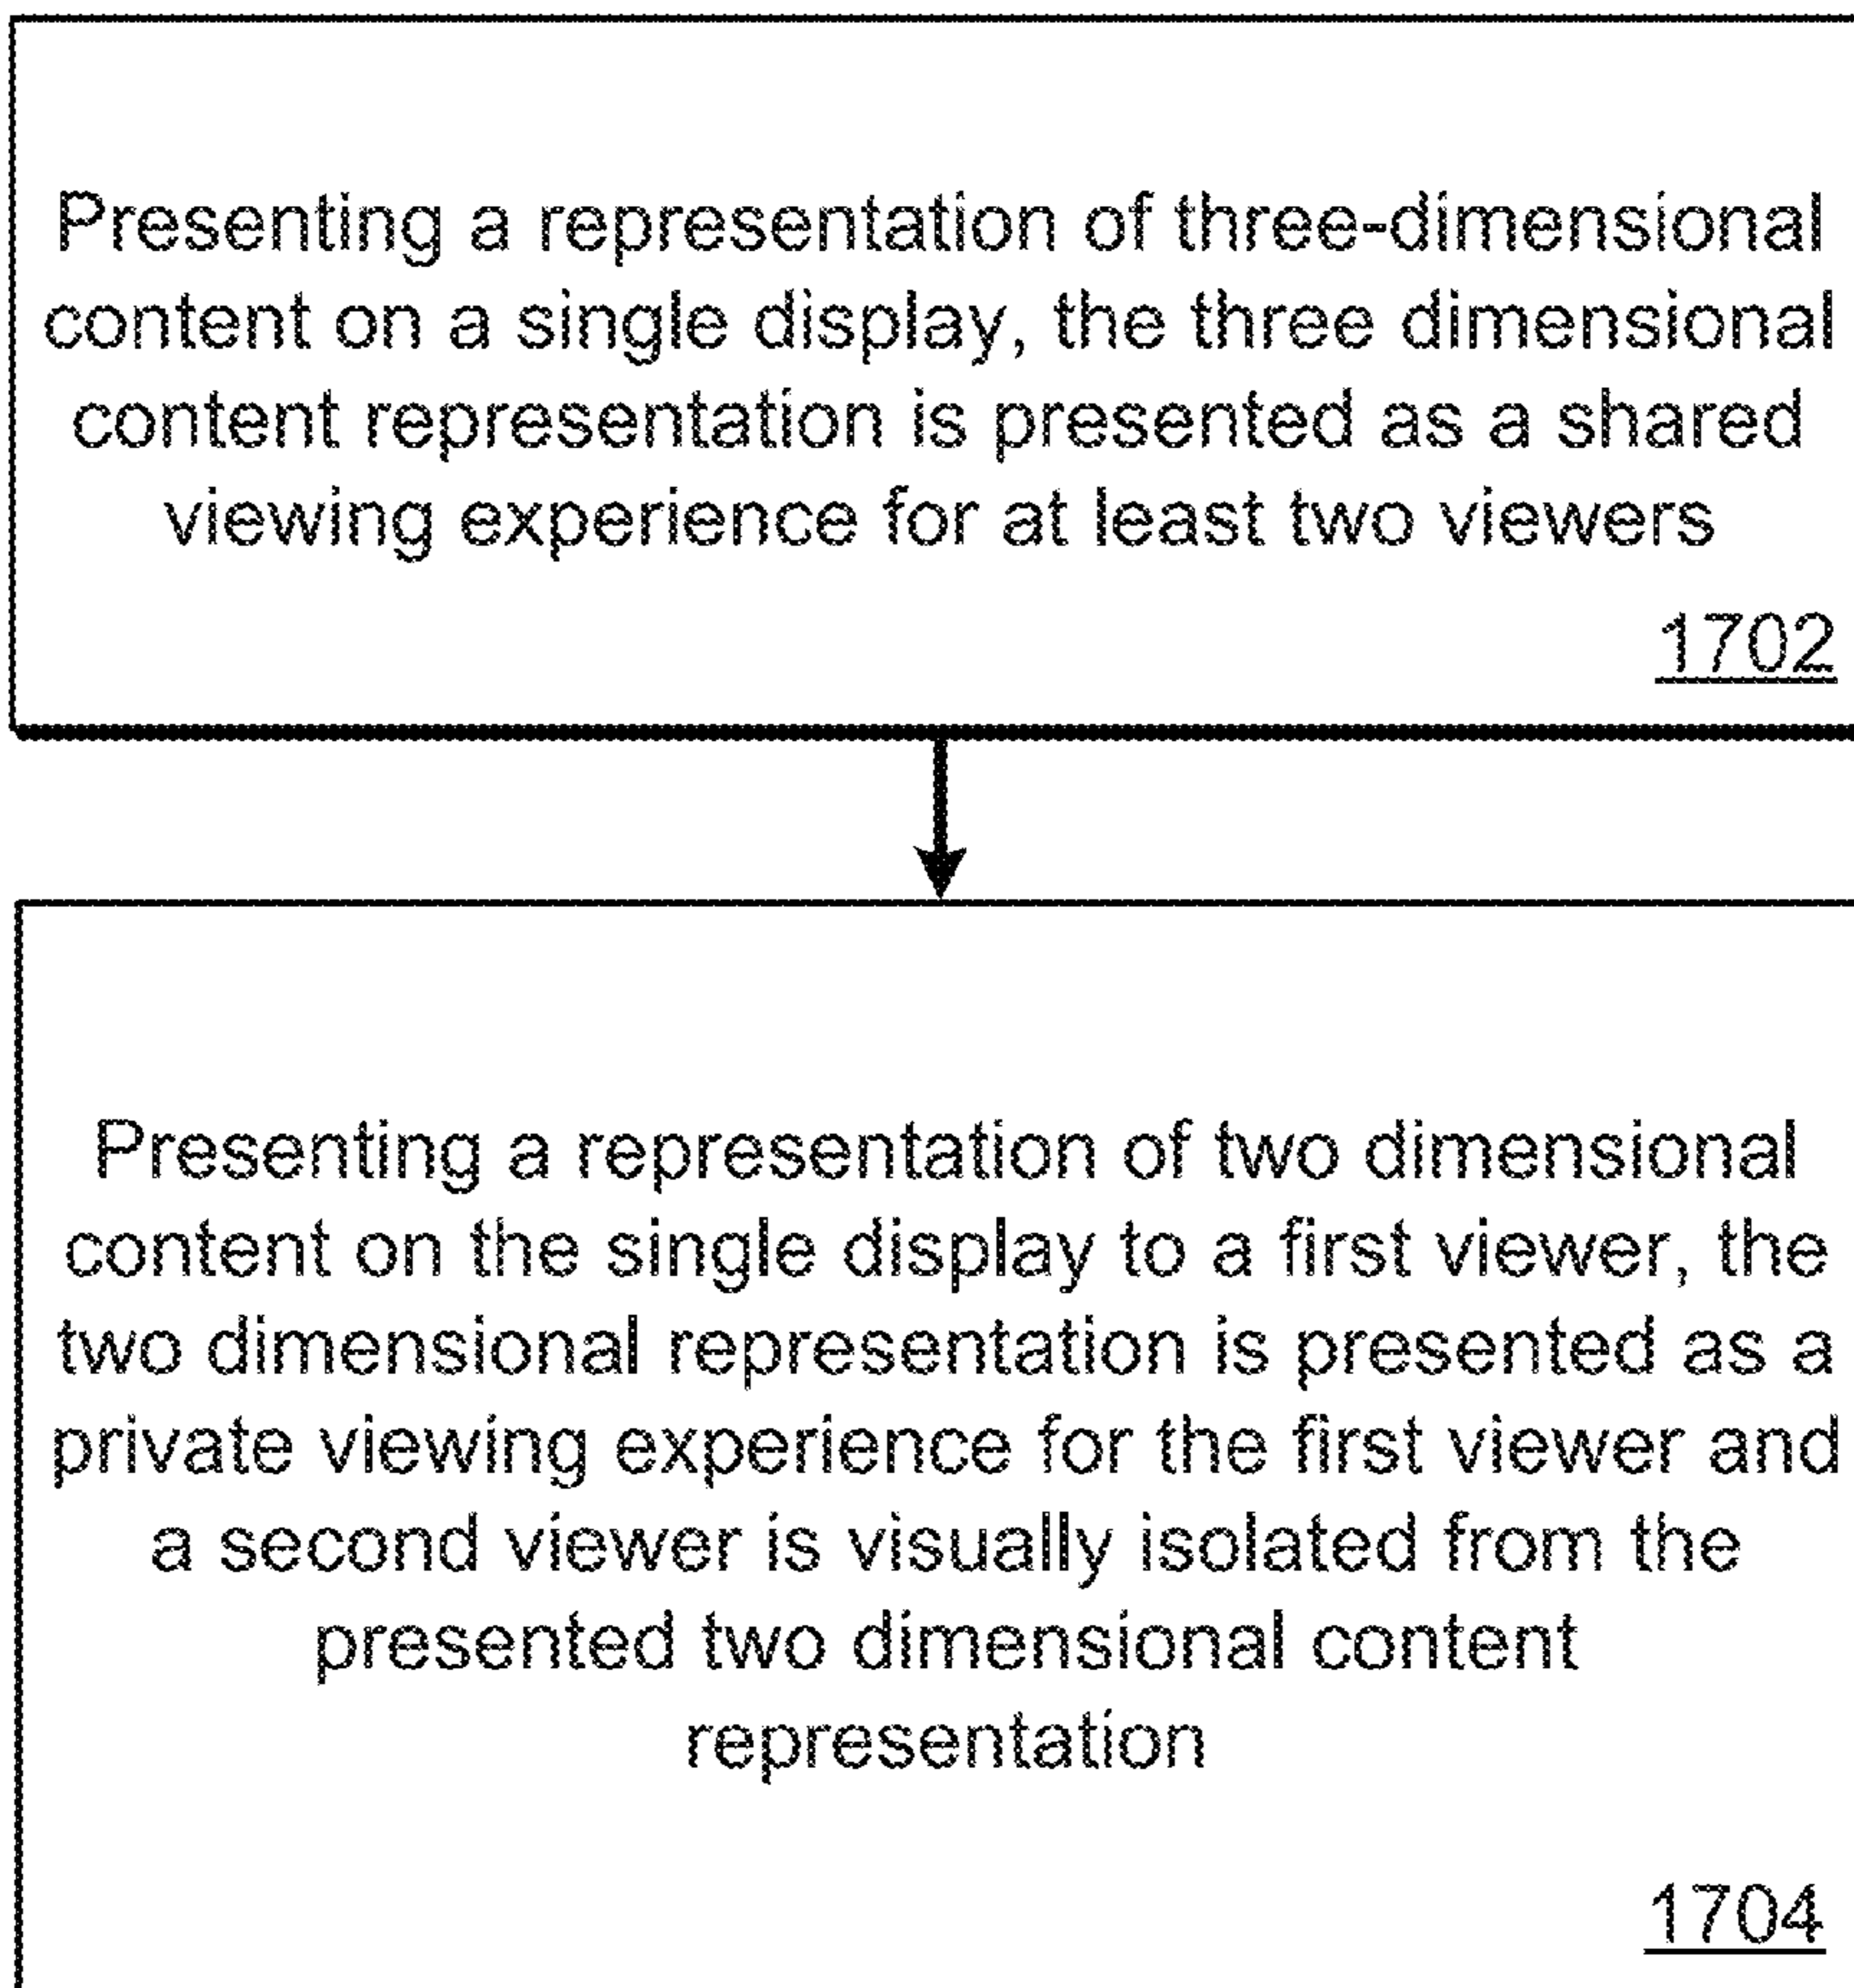 Presenting a representation of three-dimensional
content on a single display, the three dimensional
content representation is presented as a shared
viewing experience for at least two viewers
1702
Presenting a representation of two dimensional
content on the single display to a first viewer, the
two dimensional representation is presented as a
private viewing experience for the first viewer and
a second viewer is visually isolated from the
presented two dimensional content
representation
1704